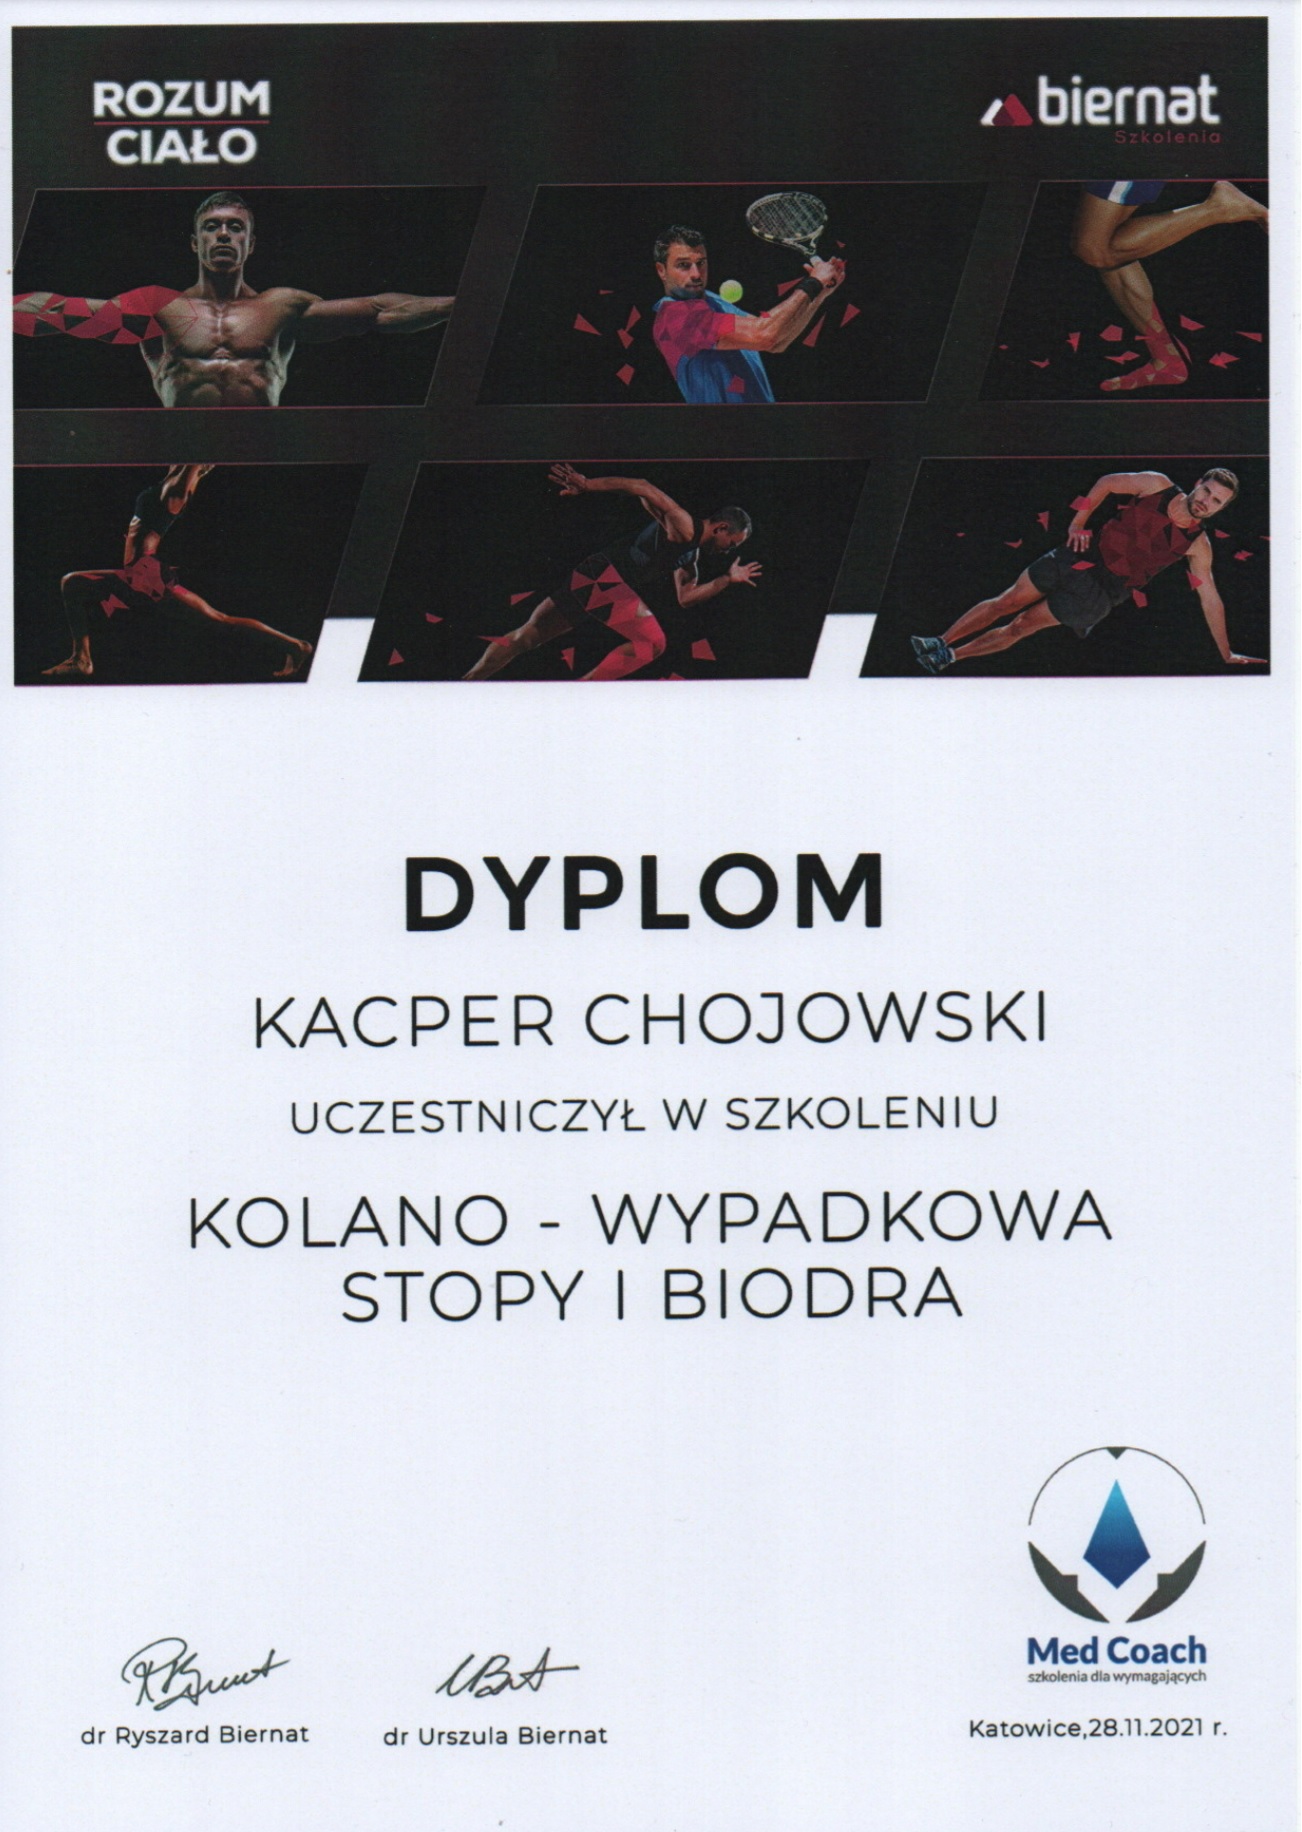 ROZUM
CIAŁO
biernat
Szkolenia
DYPLOM
KACPER CHOJOWSKI
UCZESTNICZYŁ W SZKOLENIU
KOLANO - WYPADKOWA
STOPY I BIODRA
Med Coach
szkolenia dla wymagających
dr Ryszard Biernat
dr Urszula Biernat
Katowice,28.11.2021 r.